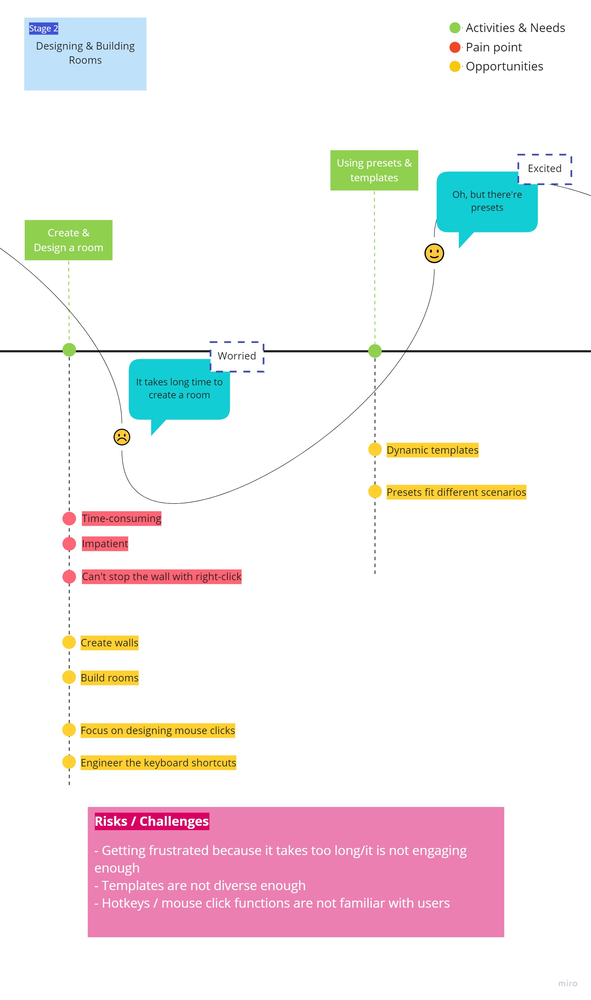 Stage 2
Designing & Building
Rooms
Activities & Needs
Pain point
Opportunities
Using presets &
templates
Excited
Oh, but there're
presets
Create &
Design a room
Worried
It takes long time to
create a room
Dynamic templates
Presets fit different scenarios
Time-consuming
Impatient
Can't stop the wall with right-click
Create walls
Build rooms
Focus on designing mouse clicks
Engineer the keyboard shortcuts
Risks / Challenges
- Getting frustrated because it takes too long/it is not engaging
enough
- Templates are not diverse enough
- Hotkeys / mouse click functions are not familiar with users
miro